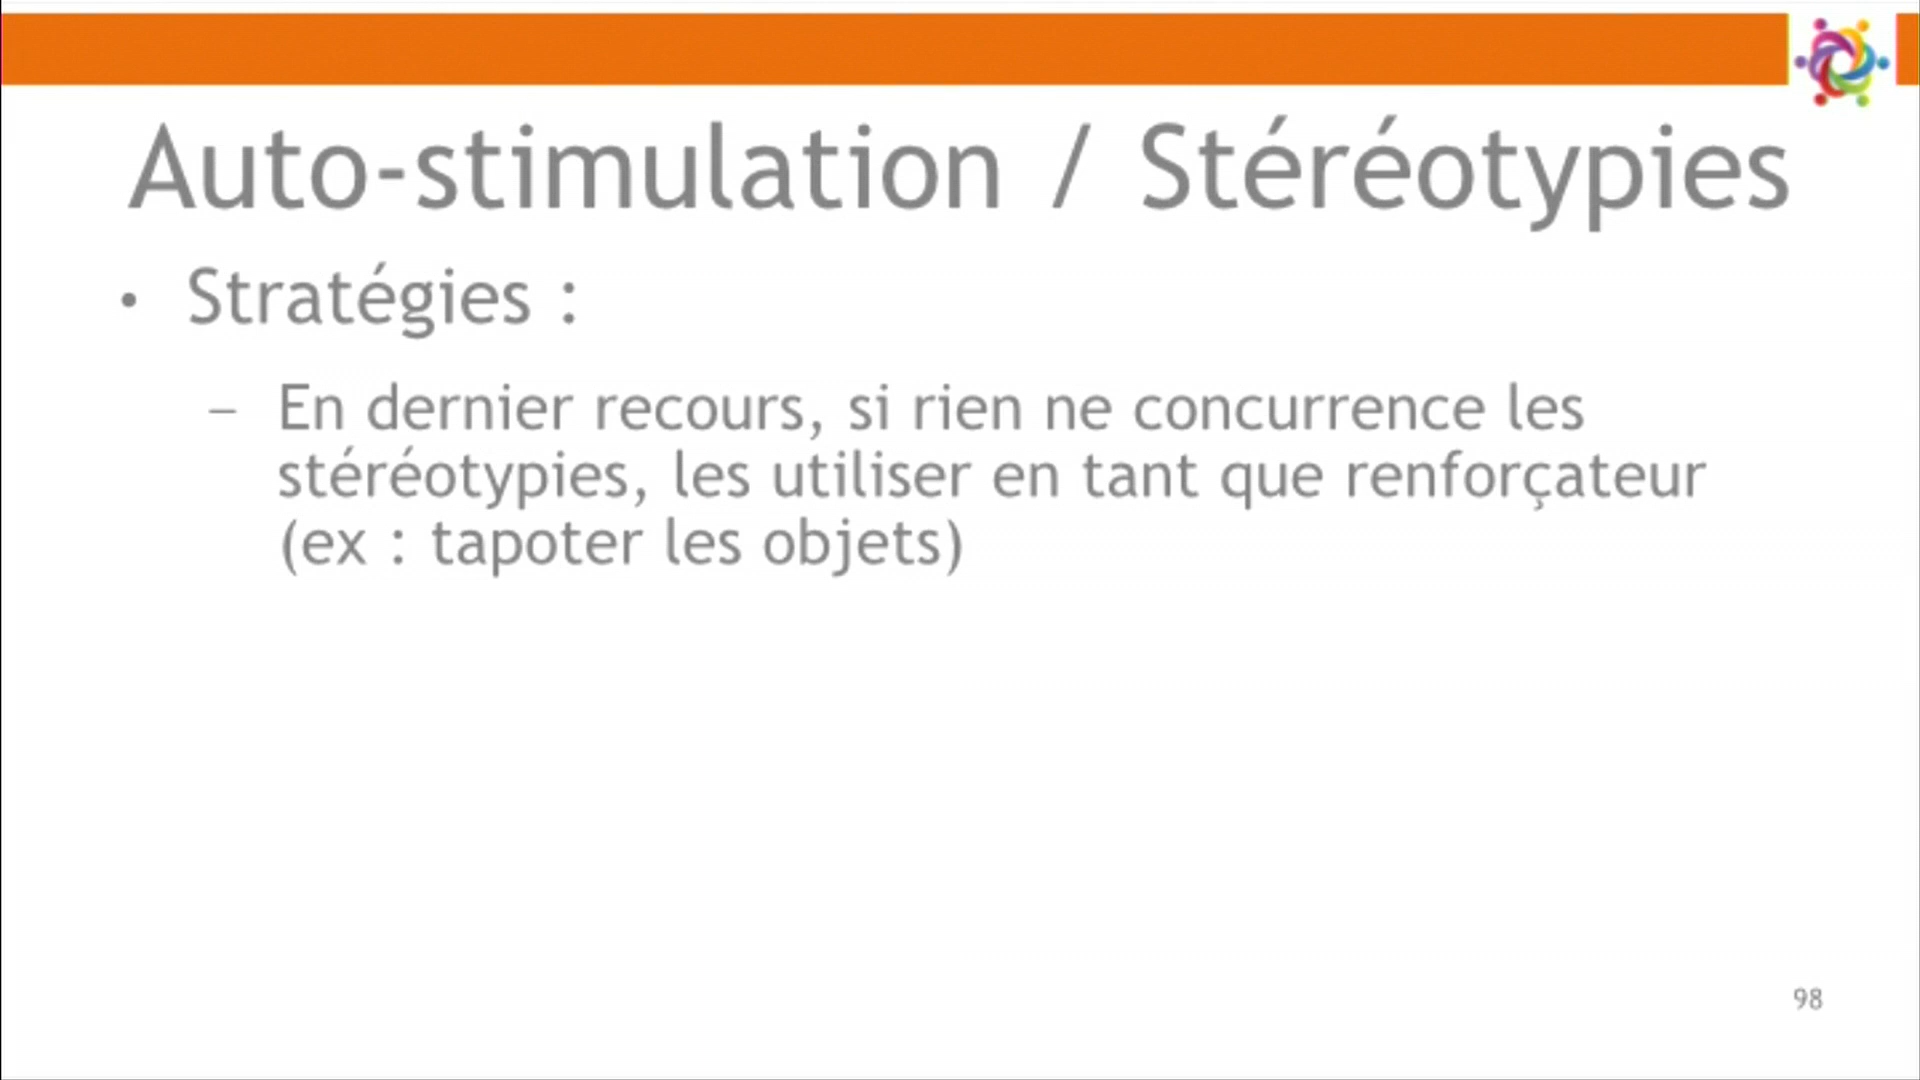 Auto-stimulation / Stéréotypies
• Stratégies :
– En dernier recours, si rien ne concurrence les
stéréotypies, les utiliser en tant que renforçateur
(ex : tapoter les objets)
98